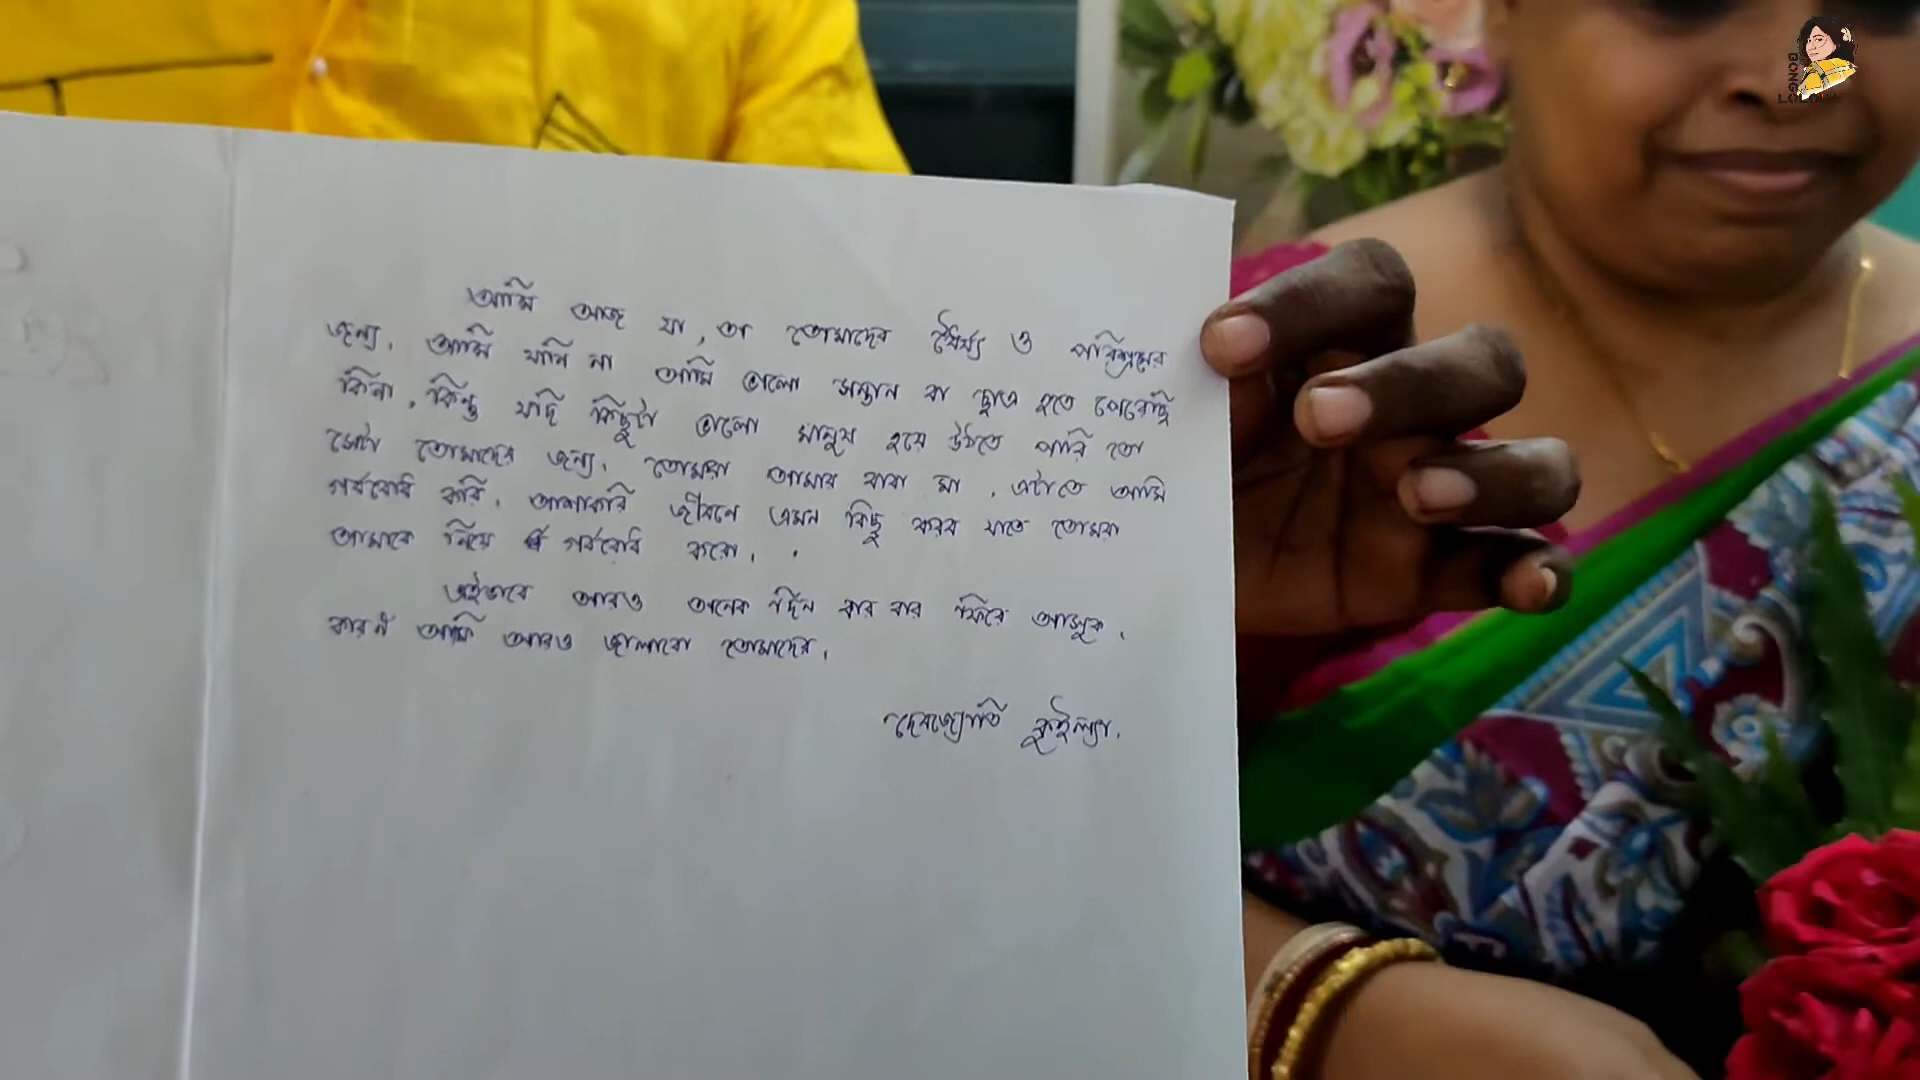 আমি আজ যা, তা তোমাদের ধৈর্য্য ও পরিশ্রমের
জন্য। আমি যানি না আমি ভালো সন্তান বা ছাত্র হতে পেরেছি
কিনা, কিন্তু যদি কিছুটা ভালো মানুষ হয়ে উঠতে পারি তো
সেটা তোমাদের জন্য। তোমরা আমার বাবা মা, এটাতে আমি
গর্ববোধ করি। আশাকরি জীবনে এমন কিছু করব যাতে তোমরা
আমাকে নিয়ে গর্ববোধ করো।
এইভাবে আরও অনেক দিন বার বার ফিরে আসুক,
কারণ আমি আরও জ্বালাবো তোমাদের।
দেবজ্যোতি কুইল্যা।
BONG